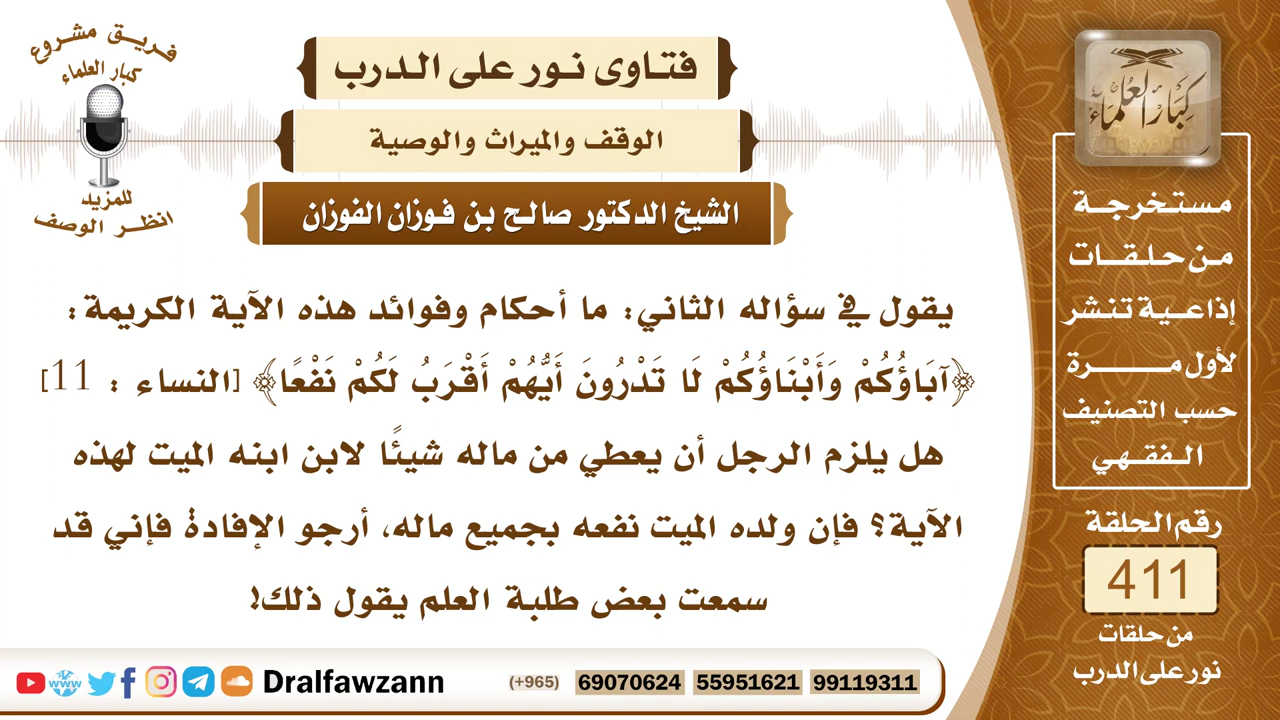 فريق مشروع
كبار العلماء
للمزيد
انظر الوصف
فتاوى نور على الدرب
الوقف والميراث والوصية
الشيخ الدكتور صالح بن فوزان الفوزان
يقول في سؤاله الثاني: ما أحكام وفوائد هذه الآية الكريمة:
﴿آبَاؤُكُمْ وَأَبْنَاؤُكُمْ لَا تَدْرُونَ أَيُّهُمْ أَقْرَبُ لَكُمْ نَفْعًا﴾ [النساء : 11]
هل يلزم الرجل أن يعطي من ماله شيئًا لابن ابنه الميت لهذه
الآية؟ فإن ولده الميت نفعه بجميع ماله، أرجو الإفادة فإني قد
سمعت بعض طلبة العلم يقول ذلك!
كِبَارُ العُلَمَاءِ
مستخرجة
من حلقات
إذاعية تنشر
لأول مرة
حسب التصنيف
الفقهي
رقم الحلقة
411
من حلقات
نور على الدرب
www Dralfawzann (+965) 69070624 55951621 99119311